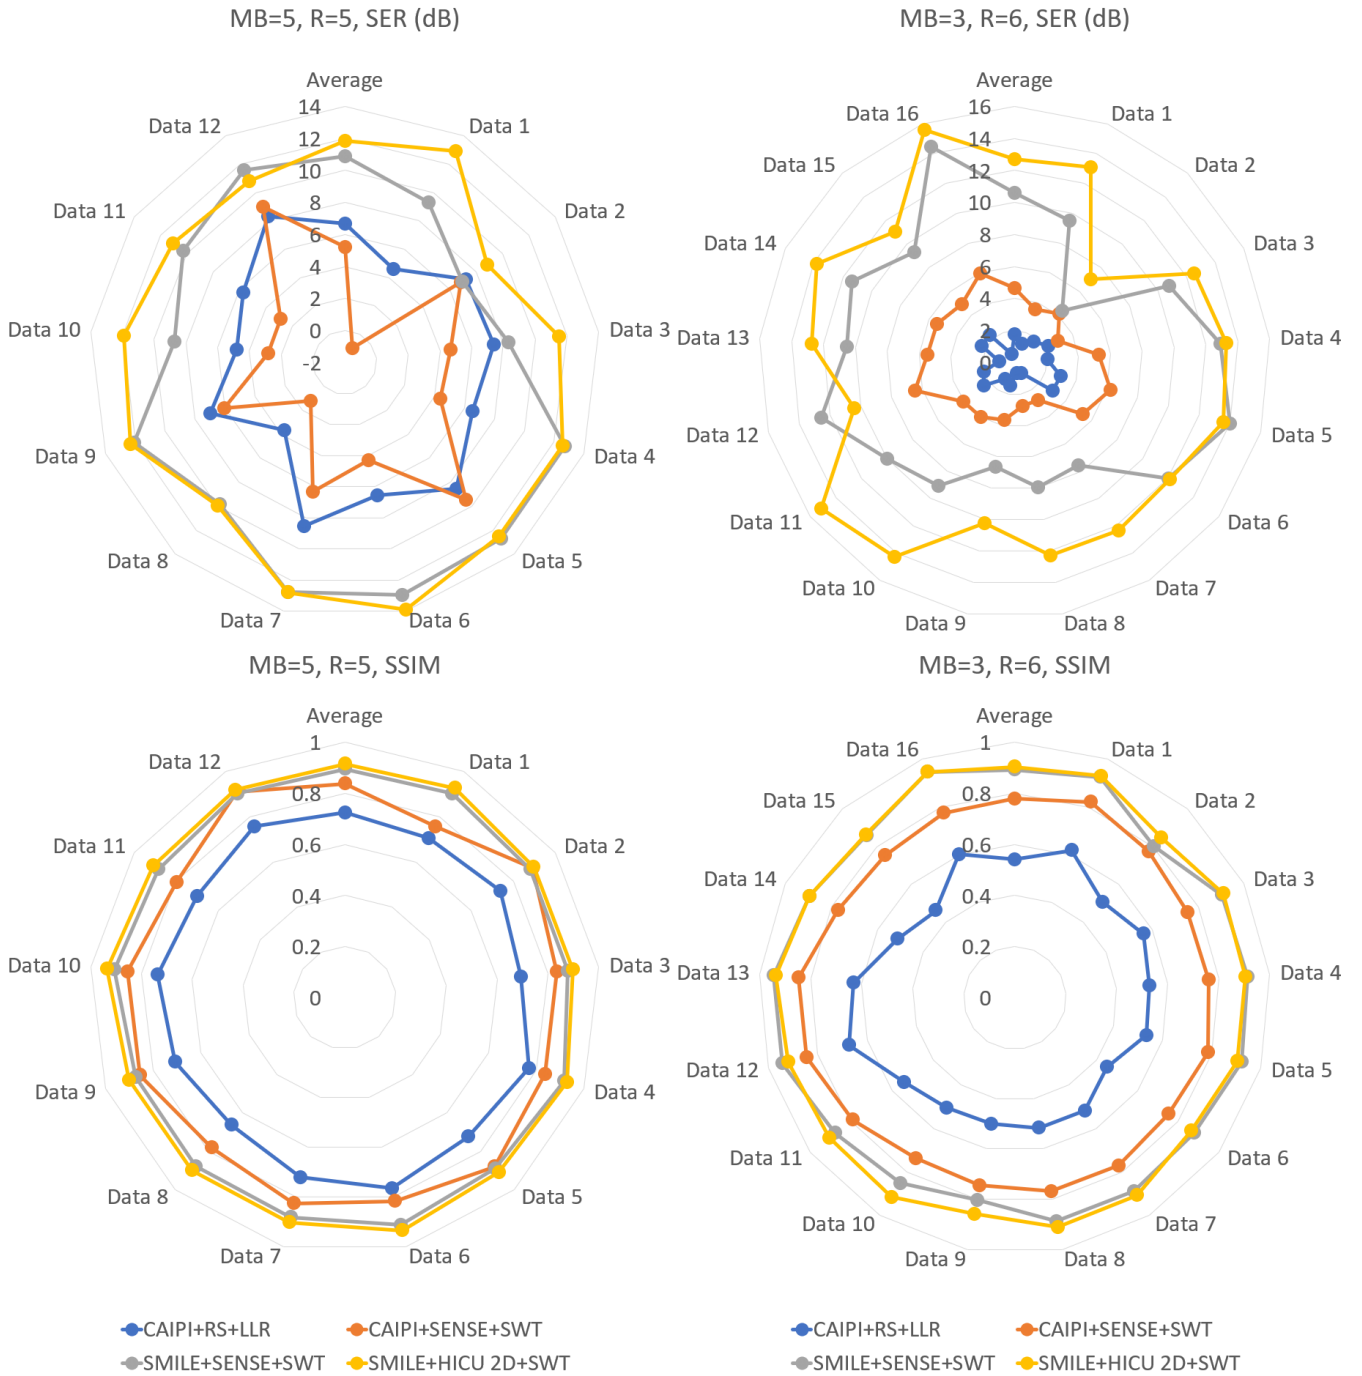 MB=5, R=5, SER (dB)
Average
Data 1
Data 2
Data 3
Data 4
Data 5
Data 6
Data 7
Data 8
Data 9
Data 10
Data 11
Data 12
14
12
10
8
6
4
2
0
-2
MB=3, R=6, SER (dB)
Average
Data 1
Data 2
Data 3
Data 4
Data 5
Data 6
Data 7
Data 8
Data 9
Data 10
Data 11
Data 12
Data 13
Data 14
Data 15
Data 16
16
14
12
10
8
6
4
2
0
MB=5, R=5, SSIM
Average
Data 1
Data 2
Data 3
Data 4
Data 5
Data 6
Data 7
Data 8
Data 9
Data 10
Data 11
Data 12
1
0.8
0.6
0.4
0.2
0
CAIPI+RS+LLR
CAIPI+SENSE+SWT
SMILE+SENSE+SWT
SMILE+HICU 2D+SWT
MB=3, R=6, SSIM
Average
Data 1
Data 2
Data 3
Data 4
Data 5
Data 6
Data 7
Data 8
Data 9
Data 10
Data 11
Data 12
Data 13
Data 14
Data 15
Data 16
1
0.8
0.6
0.4
0.2
0
CAIPI+RS+LLR
CAIPI+SENSE+SWT
SMILE+SENSE+SWT
SMILE+HICU 2D+SWT